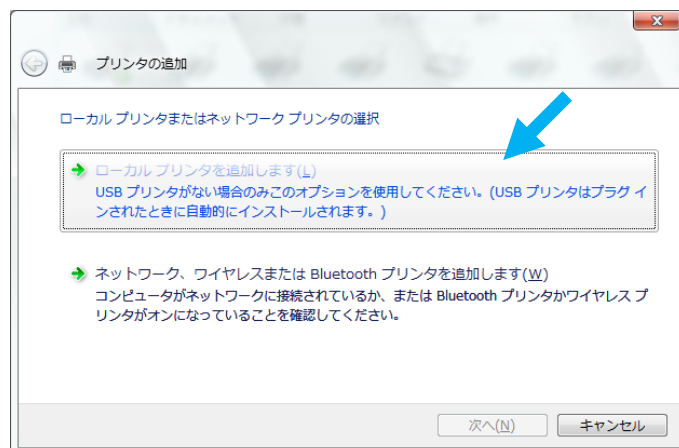 プリンタの追加
ローカル プリンタまたはネットワーク プリンタの選択
ローカル プリンタを追加します(L)
USB プリンタがない場合のみこのオプションを使用してください。(USB プリンタはプラグ イ
ンされたときに自動的にインストールされます。)
ネットワーク、ワイヤレスまたは Bluetooth プリンタを追加します(W)
コンピュータがネットワークに接続されているか、または Bluetooth プリンタかワイヤレス プ
リンタがオンになっていることを確認してください。
次へ(N)
キャンセル